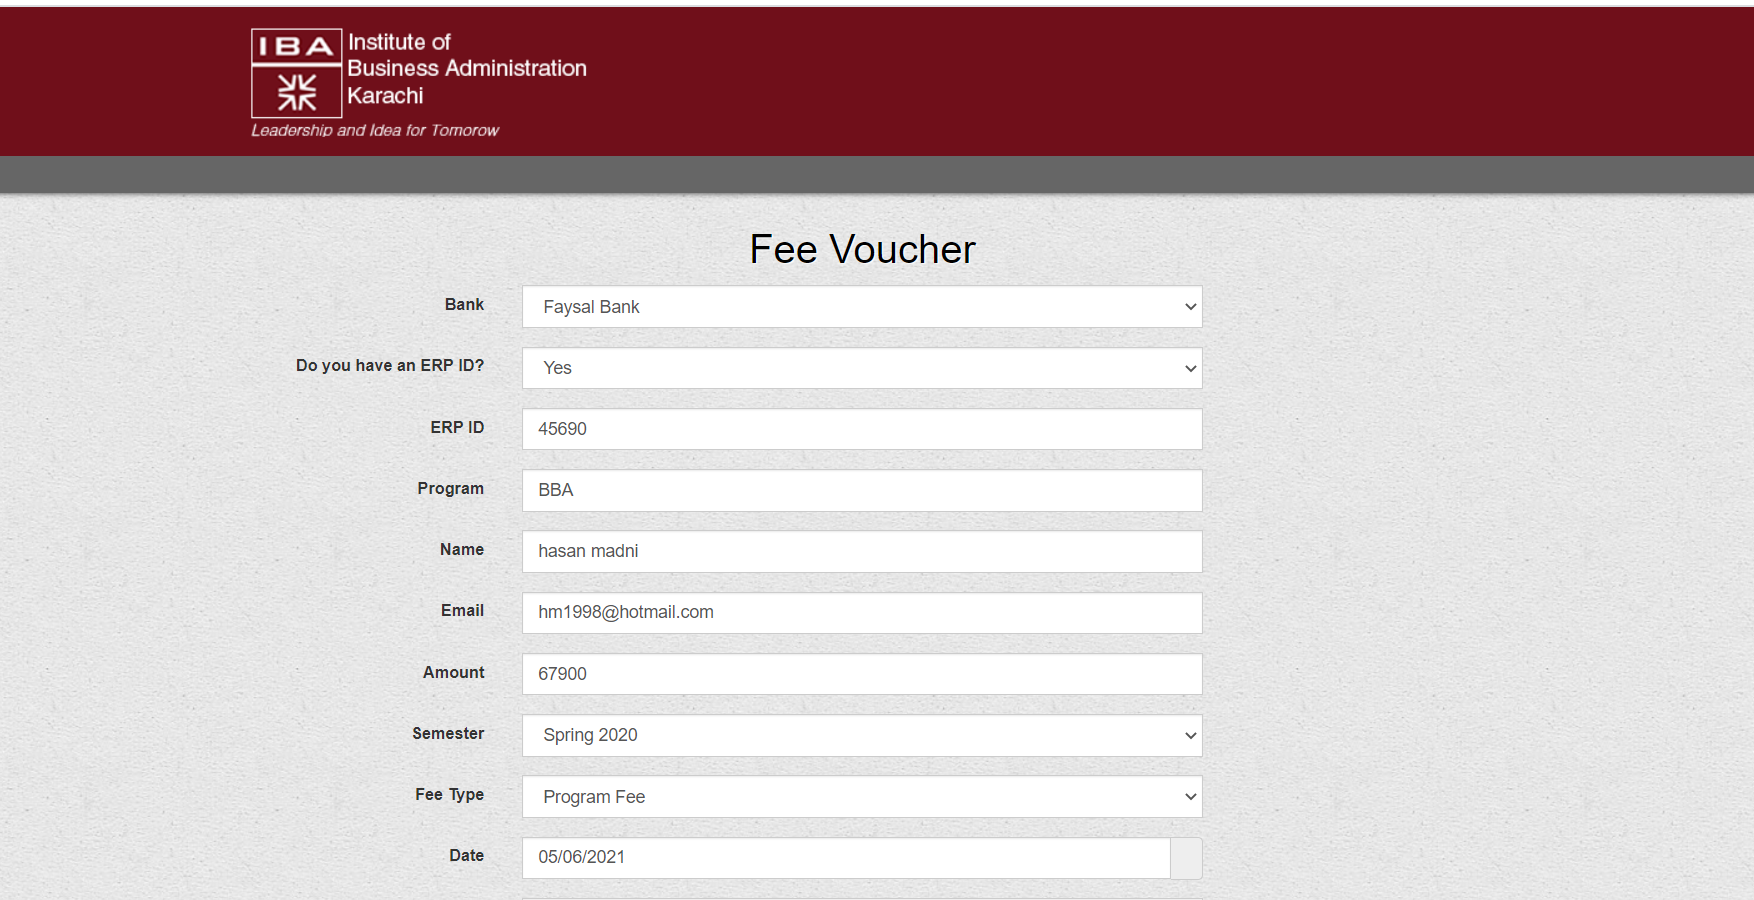 IBA
Institute of
Business Administration
Karachi
Leadership and Idea for Tomorow
Fee Voucher
Bank Faysal Bank
Do you have an ERP ID? Yes
ERP ID 45690
Program BBA
Name hasan madni
Email hm1998@hotmail.com
Amount 67900
Semester Spring 2020
Fee Type Program Fee
Date 05/06/2021